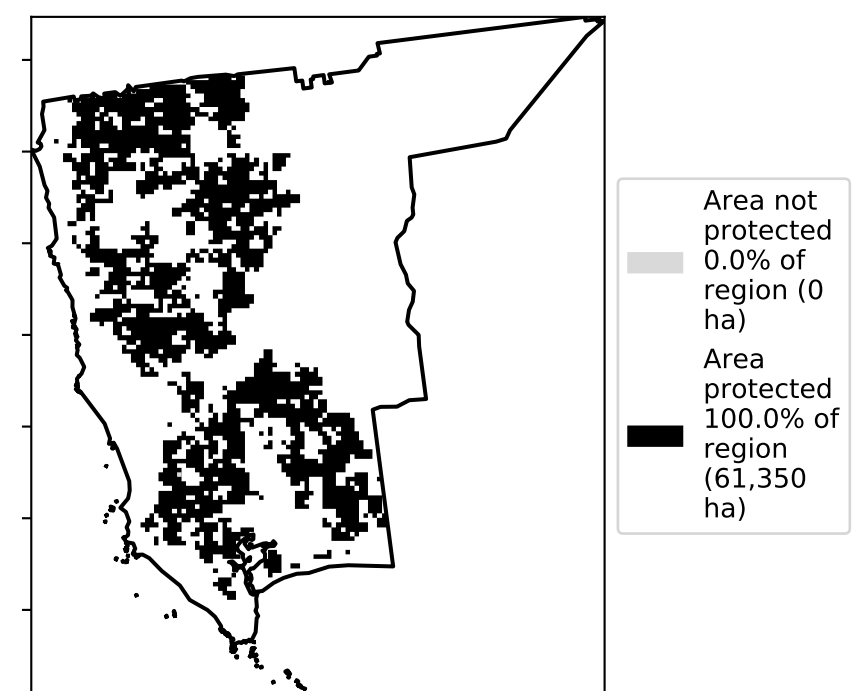 Area not
protected
0.0% of
region (0
ha)
Area
protected
100.0% of
region
(61,350
ha)